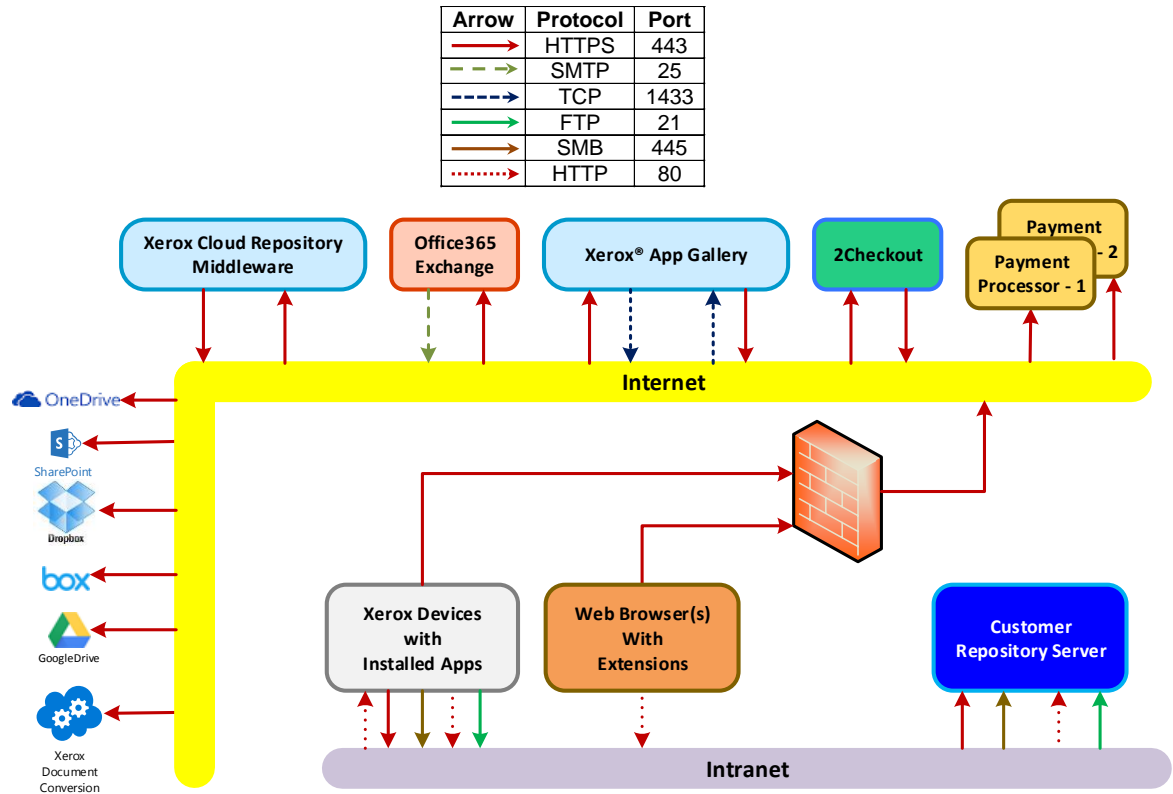 Arrow Protocol Port
HTTPS 443
SMTP 25
TCP 1433
FTP 21
SMB 445
HTTP 80
Xerox Cloud Repository
Middleware
Office365
Exchange
Xerox® App Gallery
2Checkout
Payment
- 2
Payment
Processor - 1
Internet
OneDrive
S
SharePoint
Dropbox
box
GoogleDrive
Xerox
Document
Conversion
Xerox Devices
with
Installed Apps
Web Browser(s)
With
Extensions
Customer
Repository Server
Intranet